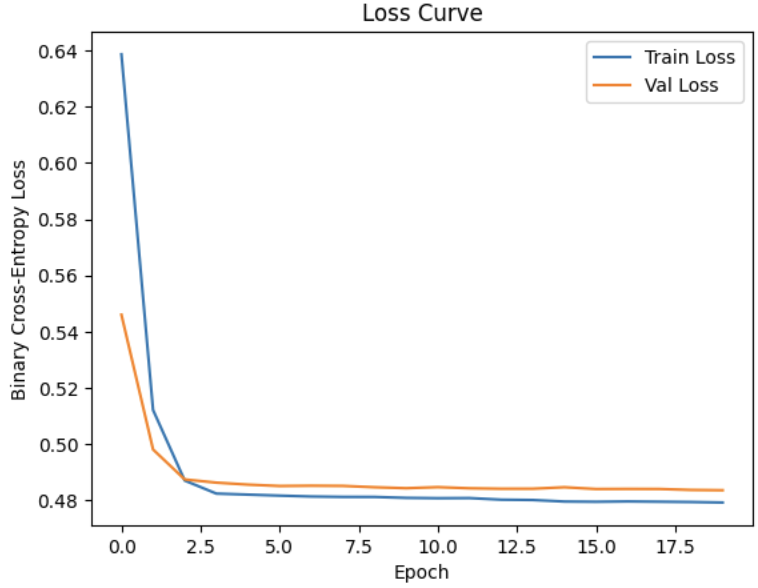 Loss Curve
Train Loss
Val Loss
Binary Cross-Entropy Loss
0.64
0.62
0.60
0.58
0.56
0.54
0.52
0.50
0.48
0.0 2.5 5.0 7.5 10.0 12.5 15.0 17.5
Epoch